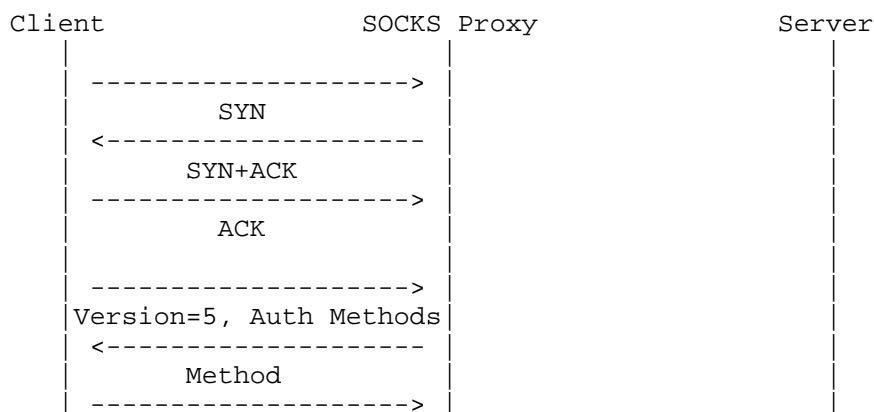 Client SOCKS Proxy Server
-------------------->
SYN
<--------------------
SYN+ACK
-------------------->
ACK
-------------------->
Version=5, Auth Methods
<--------------------
Method
-------------------->